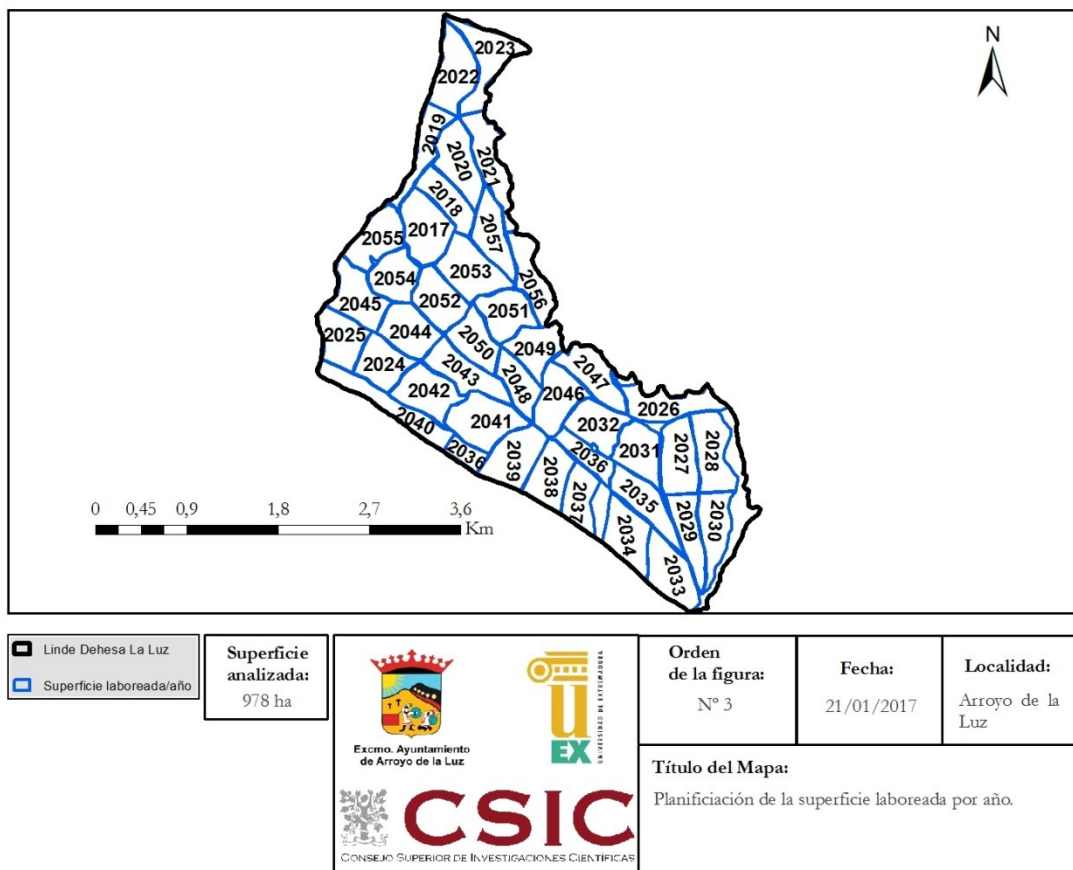 N
2023
2022
2019
2020
2021
2018
2017
2057
2055
2053
2054
2056
2052
2045
2051
2025
2044
2050
2049
2024
2043
2047
2042
2048
2046
2026
2040
2041
2032
2036
2039
2036
2031
2027
2028
2038
2037
2035
2029
2030
2034
2033
0 0,45 0,9 1,8 2,7 3,6
Km
Linde Dehesa La Luz
Superficie laboreada/año
Superficie
analizada:
978 ha
Excmo. Ayuntamiento
de Arroyo de la Luz
U
EX
UNIVERSIDAD DE EXTREMADURA
CSIC
CONSEJO SUPERIOR DE INVESTIGACIONES CIENTÍFICAS
Orden
de la figura:
Nº 3
Fecha:
21/01/2017
Localidad:
Arroyo de la
Luz
Título del Mapa:
Planificiación de la superficie laboreada por año.